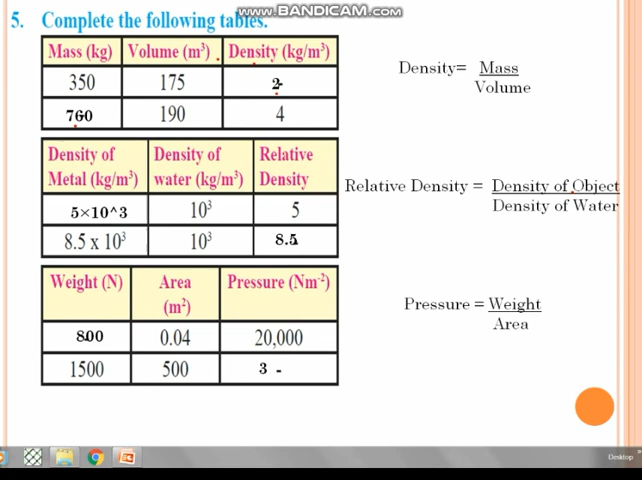 WWW.BANDICAM.COM
5. Complete the following tables.
Mass (kg) Volume (m³) Density (kg/m³)
350 175 2
760 190 4
Density= Mass
Volume
Density of Metal (kg/m³) Density of water (kg/m³) Relative Density
5×10^3 10³ 5
8.5 x 10³ 10³ 8.5
Relative Density = Density of Object
Density of Water
Weight (N) Area (m²) Pressure (Nm⁻²)
800 0.04 20,000
1500 500 3
Pressure = Weight
Area
Desktop